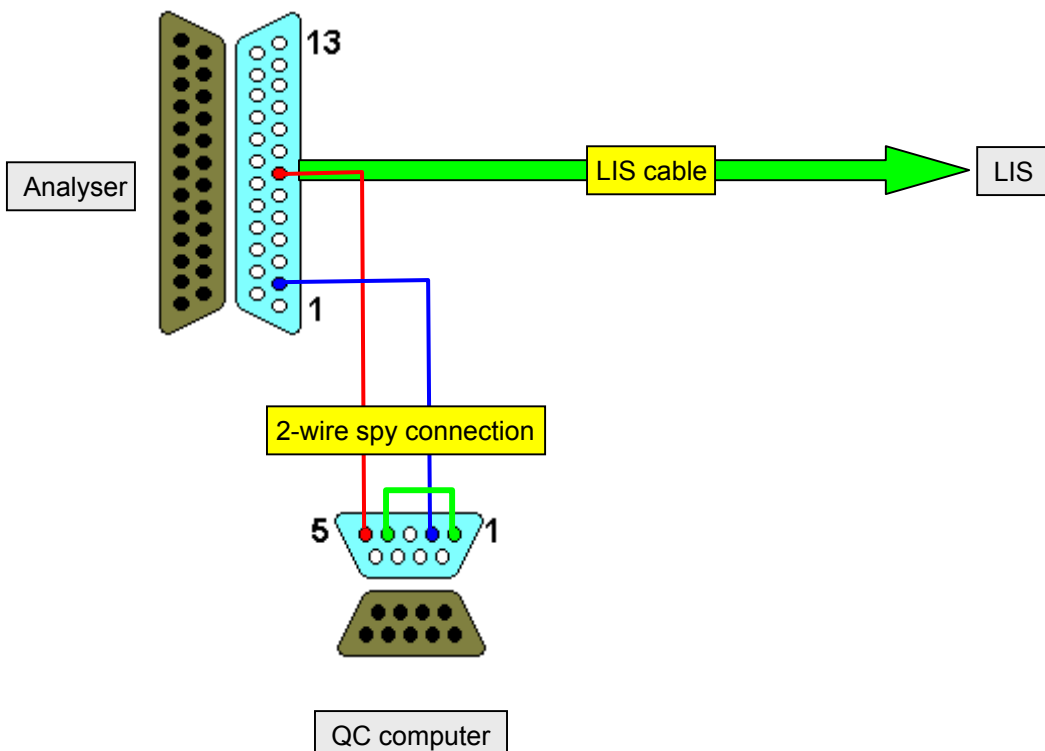 13
LIS cable
Analyser
LIS
1
2-wire spy connection
5
1
QC computer